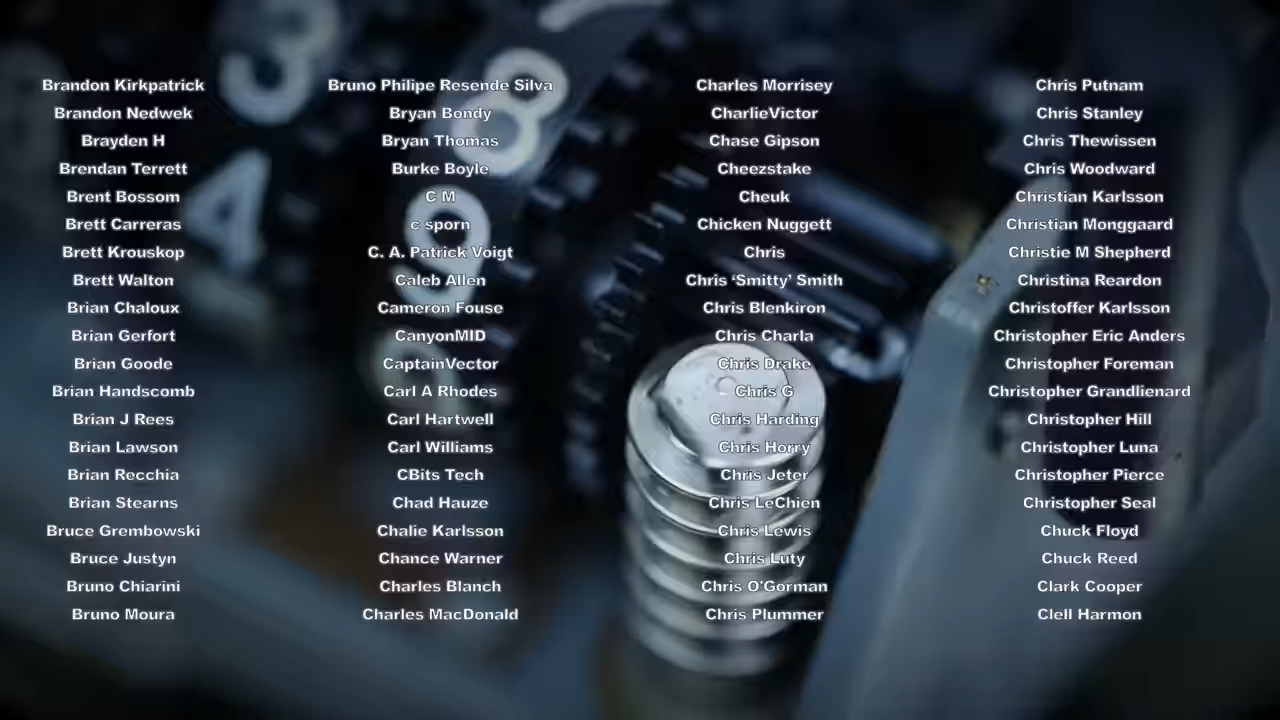 Brandon Kirkpatrick
Brandon Nedwek
Brayden H
Brendan Terrett
Brent Bossom
Brett Carreras
Brett Krouskop
Brett Walton
Brian Chaloux
Brian Gerfort
Brian Goode
Brian Handscomb
Brian J Rees
Brian Lawson
Brian Recchia
Brian Stearns
Bruce Grembowski
Bruce Justyn
Bruno Chiarini
Bruno Moura
Bruno Philipe Resende Silva
Bryan Bondy
Bryan Thomas
Burke Boyle
C M
c sporn
C. A. Patrick Voigt
Caleb Allen
Cameron Fouse
CanyonMID
CaptainVector
Carl A Rhodes
Carl Hartwell
Carl Williams
CBits Tech
Chad Hauze
Chalie Karlsson
Chance Warner
Charles Blanch
Charles MacDonald
Charles Morrisey
CharlieVictor
Chase Gipson
Cheezstake
Cheuk
Chicken Nuggett
Chris
Chris ‘Smitty’ Smith
Chris Blenkiron
Chris Charla
Chris Drake
Chris G
Chris Harding
Chris Horry
Chris Jeter
Chris LeChien
Chris Lewis
Chris Luty
Chris O'Gorman
Chris Plummer
Chris Putnam
Chris Stanley
Chris Thewissen
Chris Woodward
Christian Karlsson
Christian Monggaard
Christie M Shepherd
Christina Reardon
Christoffer Karlsson
Christopher Eric Anders
Christopher Foreman
Christopher Grandlienard
Christopher Hill
Christopher Luna
Christopher Pierce
Christopher Seal
Chuck Floyd
Chuck Reed
Clark Cooper
Clell Harmon
3
4
8
9